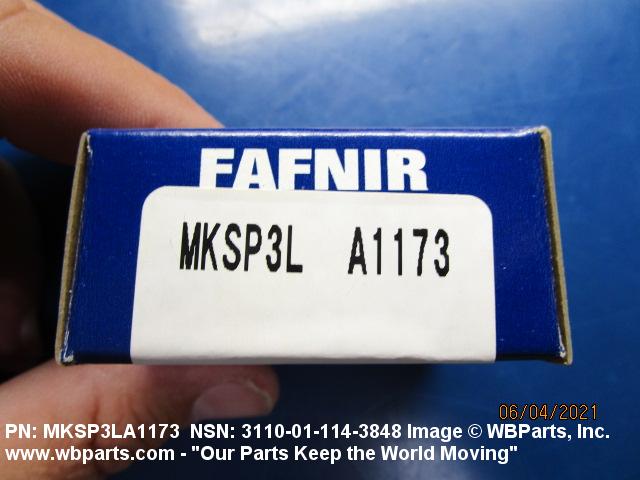 FAFNIR
MKSP3L A1173
06/04/2021
PN: MKSP3LA1173 NSN: 3110-01-114-3848 Image © WBParts, Inc.
www.wbparts.com - "Our Parts Keep the World Moving"